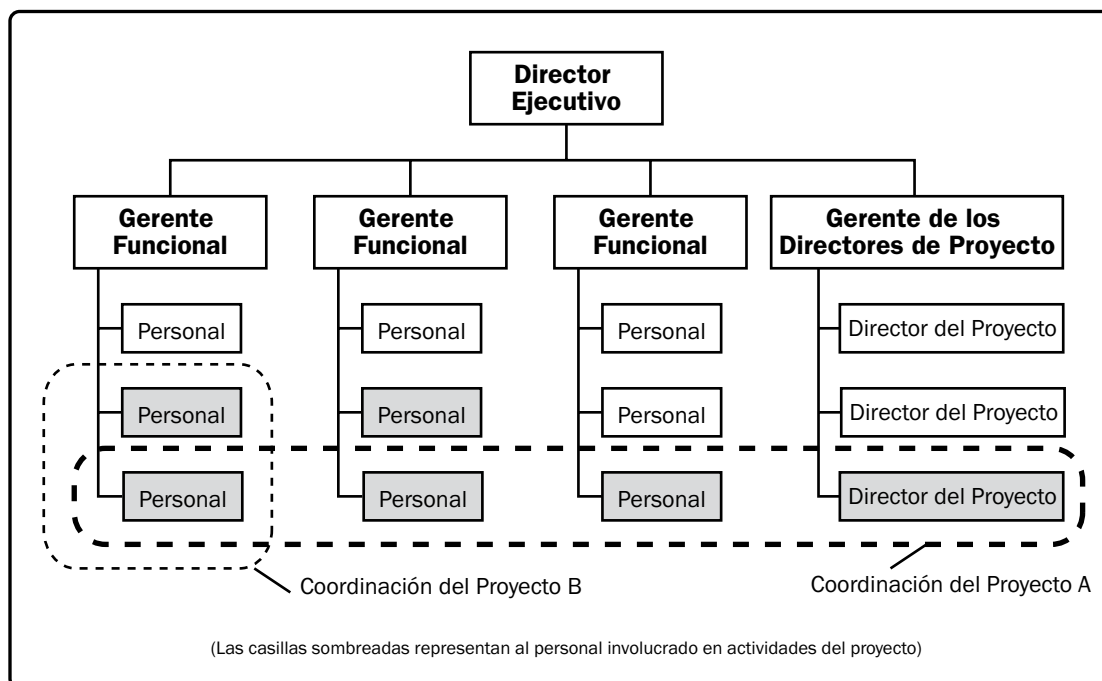 Director
Ejecutivo
Gerente
Funcional
Gerente
Funcional
Gerente
Funcional
Gerente de los
Directores de Proyecto
Personal
Personal
Personal
Director del Proyecto
Personal
Personal
Personal
Director del Proyecto
Personal
Personal
Personal
Director del Proyecto
Coordinación del Proyecto B
Coordinación del Proyecto A
(Las casillas sombreadas representan al personal involucrado en actividades del proyecto)